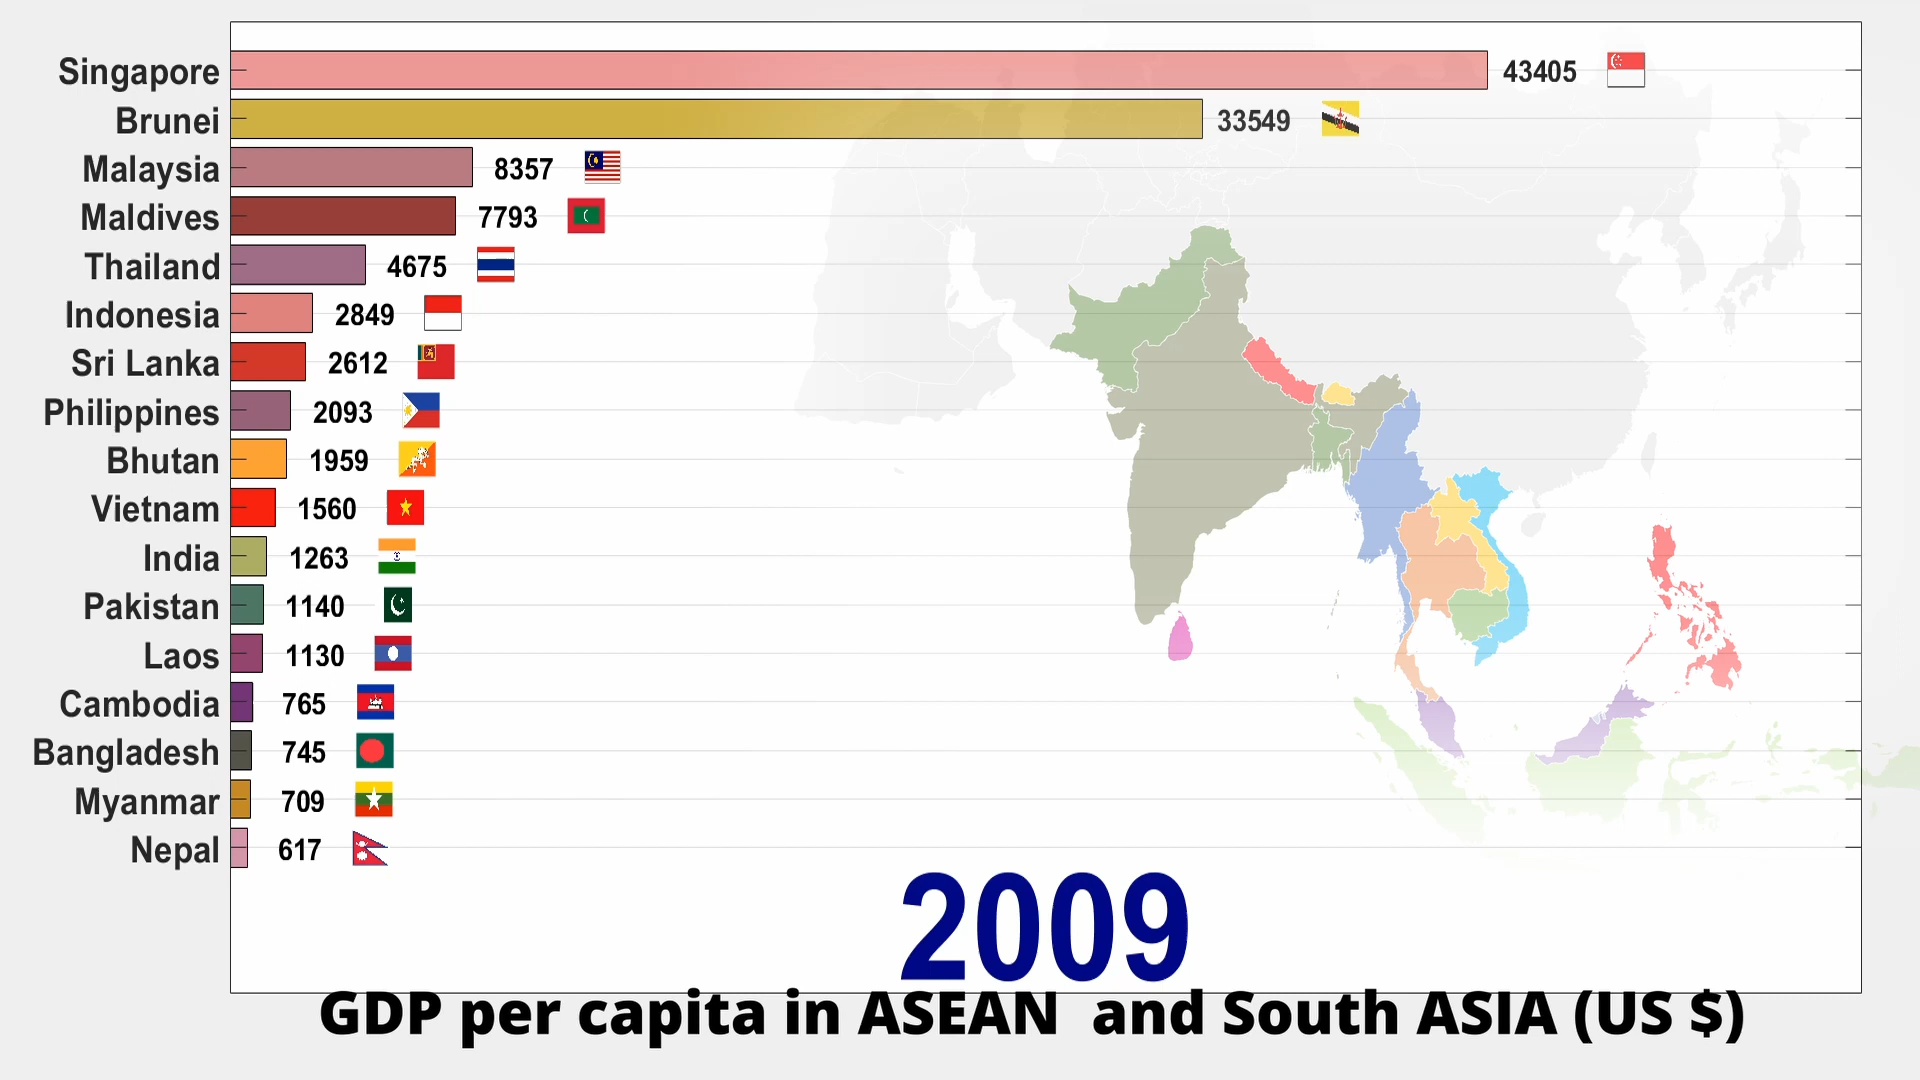 Singapore 43405
Brunei 33549
Malaysia 8357
Maldives 7793
Thailand 4675
Indonesia 2849
Sri Lanka 2612
Philippines 2093
Bhutan 1959
Vietnam 1560
India 1263
Pakistan 1140
Laos 1130
Cambodia 765
Bangladesh 745
Myanmar 709
Nepal 617
2009
GDP per capita in ASEAN and South ASIA (US $)